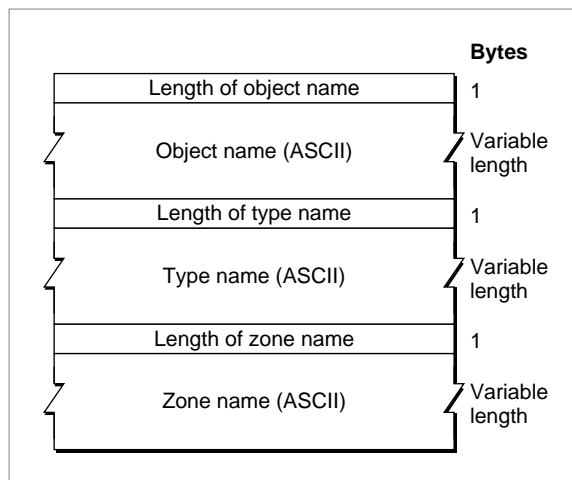 Bytes
Length of object name 1
Object name (ASCII) Variable
length
Length of type name 1
Type name (ASCII) Variable
length
Length of zone name 1
Zone name (ASCII) Variable
length